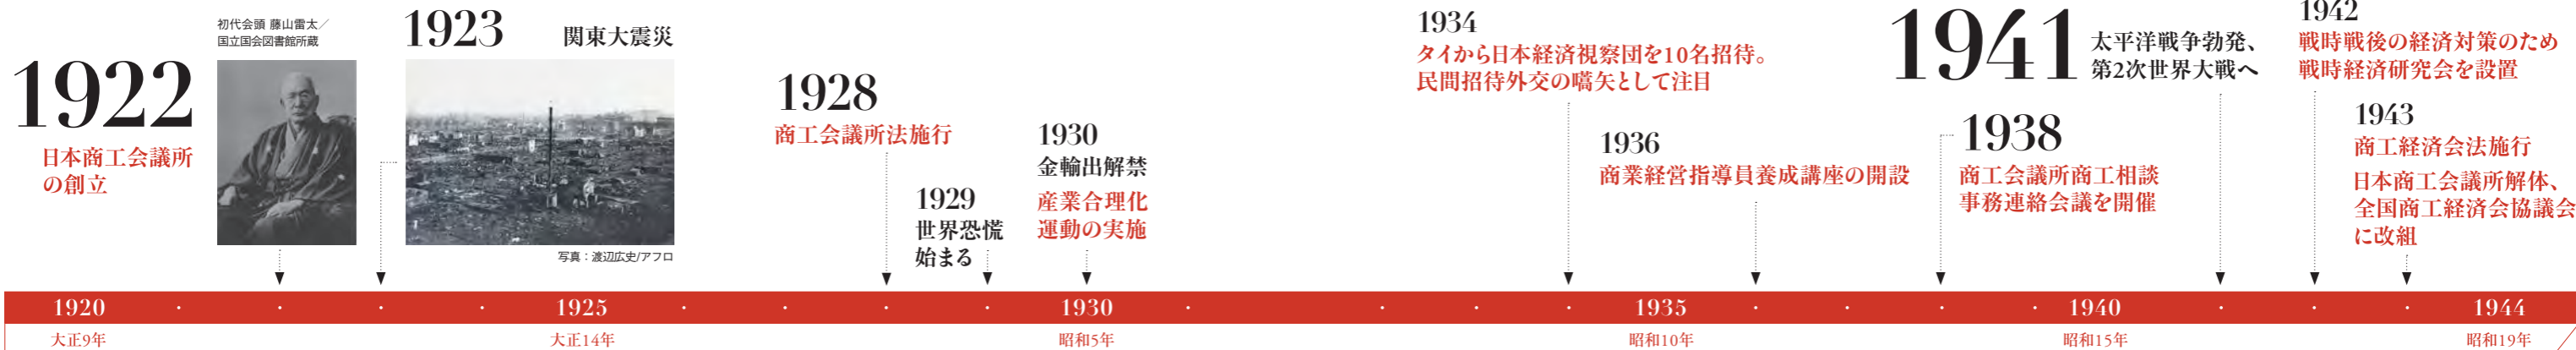 1922
日本商工会議所
の創立
初代会頭 藤山雷太／
国立国会図書館所蔵
1923
関東大震災
写真：渡辺広史/アフロ
1928
商工会議所法施行
1929
世界恐慌
始まる
1930
金輸出解禁
産業合理化
運動の実施
1934
タイから日本経済視察団を10名招待。
民間招待外交の嚆矢として注目
1936
商業経営指導員養成講座の開設
1938
商工会議所商工相談
事務連絡会議を開催
1941
太平洋戦争勃発、
第2次世界大戦へ
1942
戦時戦後の経済対策のため
戦時経済研究会を設置
1943
商工経済会法施行
日本商工会議所解体、
全国商工経済会協議会
に改組
1920 1925 1930 1935 1940 1944
大正9年 大正14年 昭和5年 昭和10年 昭和15年 昭和19年